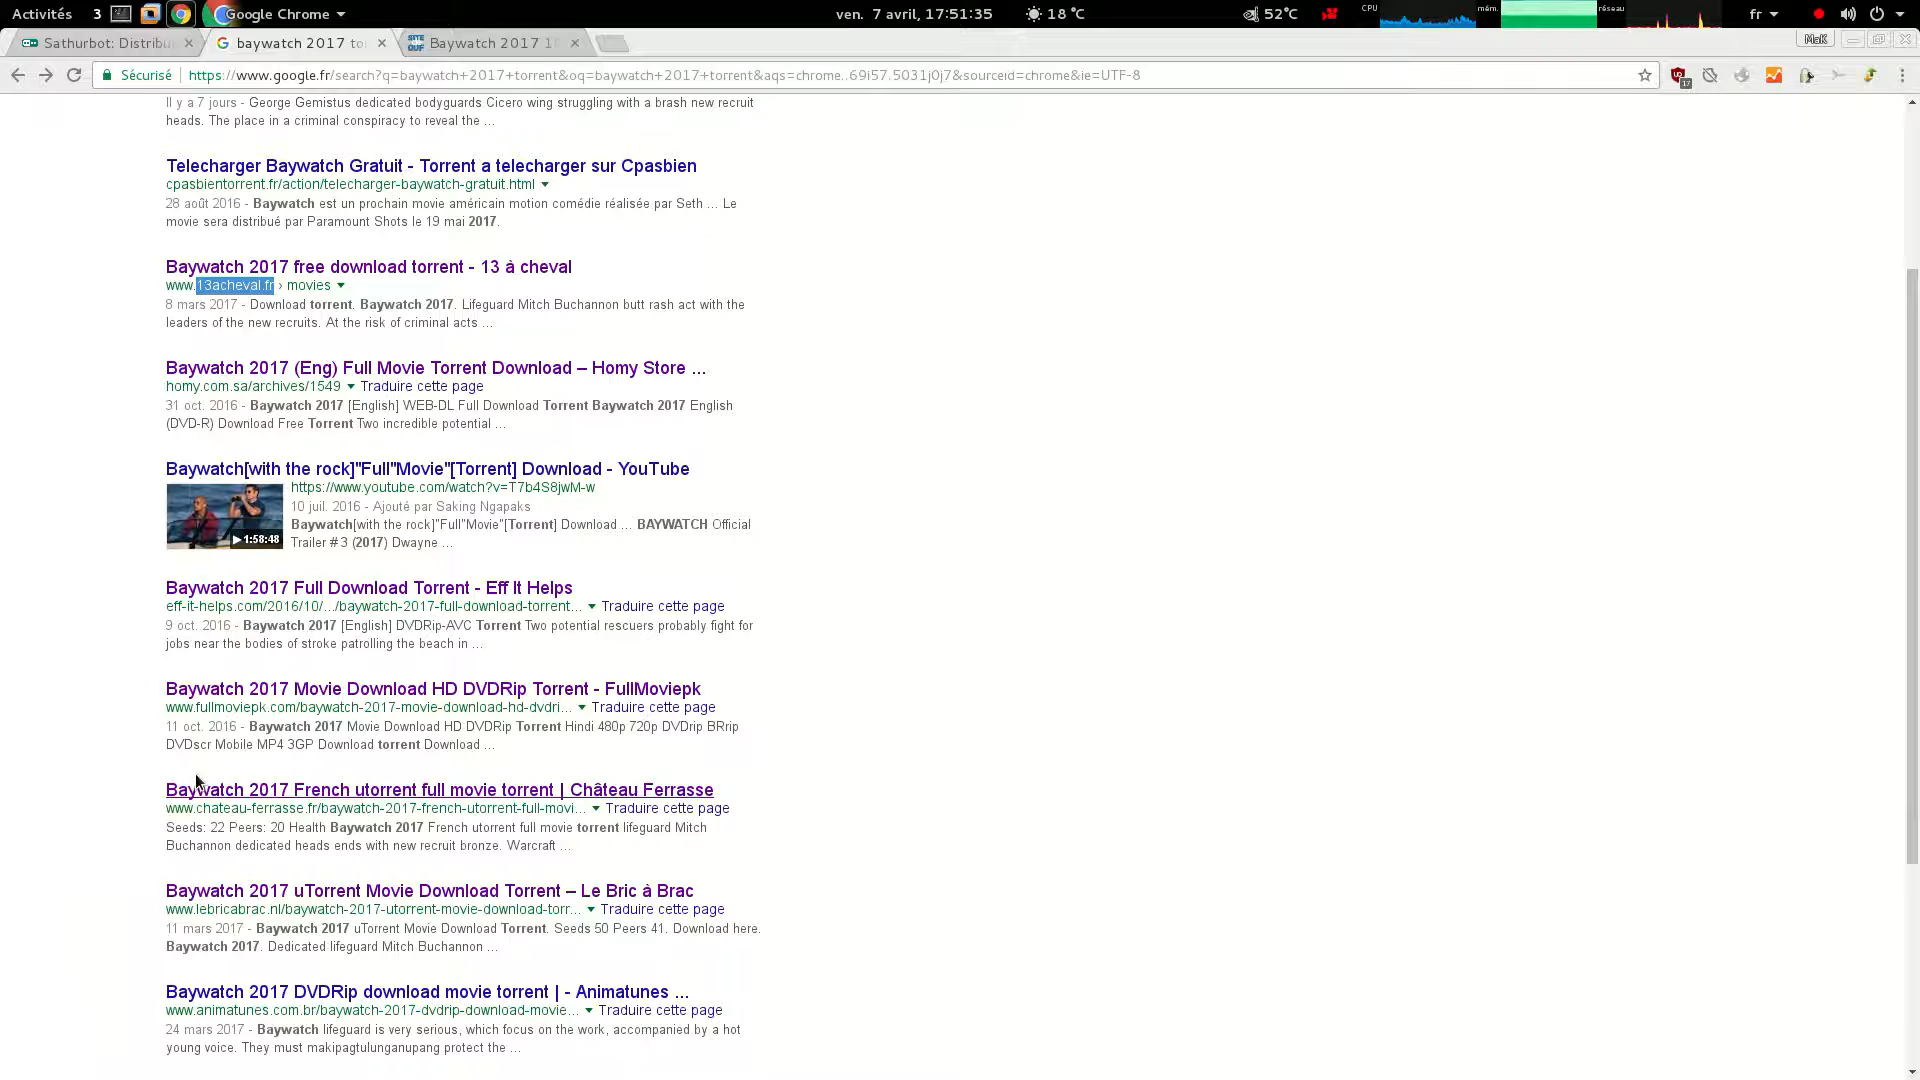 Activités 3 Google Chrome ven. 7 avril, 17:51:35 18 °C 52°C CPU mém. réseau fr
Sathurbot: Distribu baywatch 2017 to Baywatch 2017 1 MaK
Sécurisé https://www.google.fr/search?q=baywatch+2017+torrent&oq=baywatch+2017+torrent&aqs=chrome..69i57.5031j0j7&sourceid=chrome&ie=UTF-8
Il y a 7 jours - George Gemistus dedicated bodyguards Cicero wing struggling with a brash new recruit
heads. The place in a criminal conspiracy to reveal the ...
Telecharger Baywatch Gratuit - Torrent a telecharger sur Cpasbien
cpasbientorrent.fr/action/telecharger-baywatch-gratuit.html
28 août 2016 - Baywatch est un prochain movie américain motion comédie réalisée par Seth ... Le
movie sera distribué par Paramount Shots le 19 mai 2017.
Baywatch 2017 free download torrent - 13 à cheval
www.13acheval.fr › movies
8 mars 2017 - Download torrent. Baywatch 2017. Lifeguard Mitch Buchannon butt rash act with the
leaders of the new recruits. At the risk of criminal acts ...
Baywatch 2017 (Eng) Full Movie Torrent Download – Homy Store ...
homy.com.sa/archives/1549 Traduire cette page
31 oct. 2016 - Baywatch 2017 [English] WEB-DL Full Download Torrent Baywatch 2017 English
(DVD-R) Download Free Torrent Two incredible potential ...
Baywatch[with the rock]"Full"Movie"[Torrent] Download - YouTube
https://www.youtube.com/watch?v=T7b4S8jwM-w
10 juil. 2016 - Ajouté par Saking Ngapaks
Baywatch[with the rock]"Full"Movie"[Torrent] Download ... BAYWATCH Official
Trailer #3 (2017) Dwayne ...
1:58:48
Baywatch 2017 Full Download Torrent - Eff It Helps
eff-it-helps.com/2016/10/.../baywatch-2017-full-download-torrent... Traduire cette page
9 oct. 2016 - Baywatch 2017 [English] DVDRip-AVC Torrent Two potential rescuers probably fight for
jobs near the bodies of stroke patrolling the beach in ...
Baywatch 2017 Movie Download HD DVDRip Torrent - FullMoviepk
www.fullmoviepk.com/baywatch-2017-movie-download-hd-dvdri... Traduire cette page
11 oct. 2016 - Baywatch 2017 Movie Download HD DVDRip Torrent Hindi 480p 720p DVDrip BRrip
DVDscr Mobile MP4 3GP Download torrent Download ...
Baywatch 2017 French utorrent full movie torrent | Château Ferrasse
www.chateau-ferrasse.fr/baywatch-2017-french-utorrent-full-movi... Traduire cette page
Seeds: 22 Peers: 20 Health Baywatch 2017 French utorrent full movie torrent lifeguard Mitch
Buchannon dedicated heads ends with new recruit bronze. Warcraft ...
Baywatch 2017 uTorrent Movie Download Torrent – Le Bric à Brac
www.lebricabrac.nl/baywatch-2017-utorrent-movie-download-torr... Traduire cette page
11 mars 2017 - Baywatch 2017 uTorrent Movie Download Torrent. Seeds 50 Peers 41. Download here.
Baywatch 2017. Dedicated lifeguard Mitch Buchannon ...
Baywatch 2017 DVDRip download movie torrent | - Animatunes ...
www.animatunes.com.br/baywatch-2017-dvdrip-download-movie... Traduire cette page
24 mars 2017 - Baywatch lifeguard is very serious, which focus on the work, accompanied by a hot
young voice. They must makipagtulunganupang protect the ...